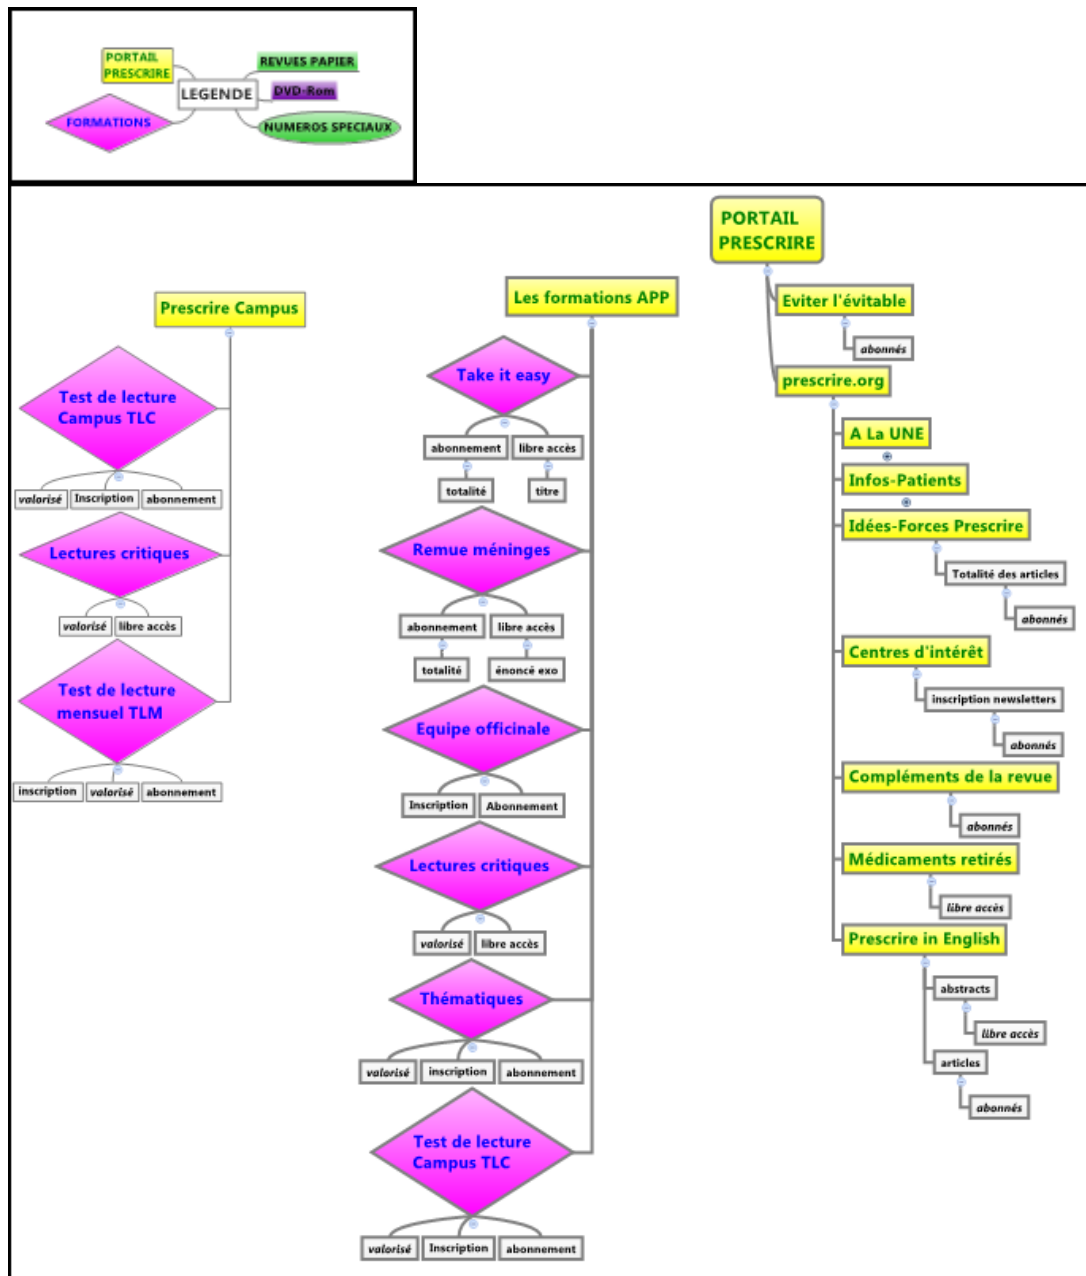 PORTAIL
PRESCRIRE
REVUES PAPIER
LEGENDE
DVD-Rom
FORMATIONS
NUMEROS SPECIAUX
Prescrire Campus
Test de lecture
Campus TLC
valorisé
Inscription
abonnement
Lectures critiques
valorisé
libre accès
Test de lecture
mensuel TLM
inscription
valorisé
abonnement
Les formations APP
Take it easy
abonnement
libre accès
totalité
titre
Remue méninges
abonnement
libre accès
totalité
énoncé exo
Equipe officinale
Inscription
Abonnement
Lectures critiques
valorisé
libre accès
Thématiques
valorisé
inscription
abonnement
Test de lecture
Campus TLC
valorisé
Inscription
abonnement
PORTAIL
PRESCRIRE
Eviter l'évitable
abonnés
prescrire.org
A La UNE
Infos-Patients
Idées-Forces Prescrire
Totalité des articles
abonnés
Centres d'intérêt
inscription newsletters
abonnés
Compléments de la revue
abonnés
Médicaments retirés
libre accès
Prescrire in English
abstracts
libre accès
articles
abonnés